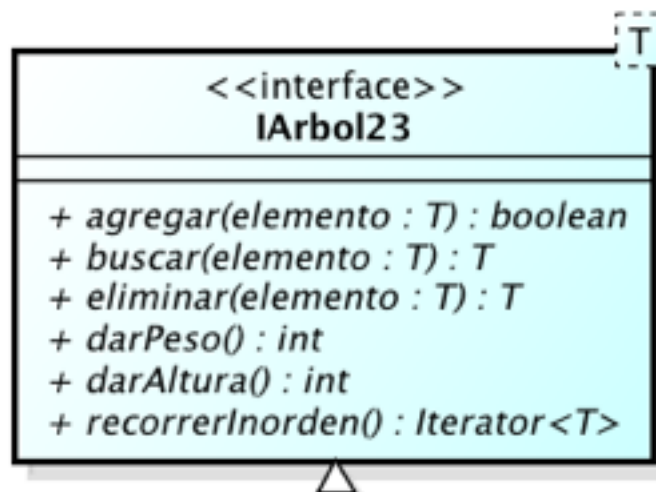 T
<<interface>>
IArbol23
+ agregar(elemento : T) : boolean
+ buscar(elemento : T) : T
+ eliminar(elemento : T) : T
+ darPeso() : int
+ darAltura() : int
+ recorrerInorden() : Iterator<T>